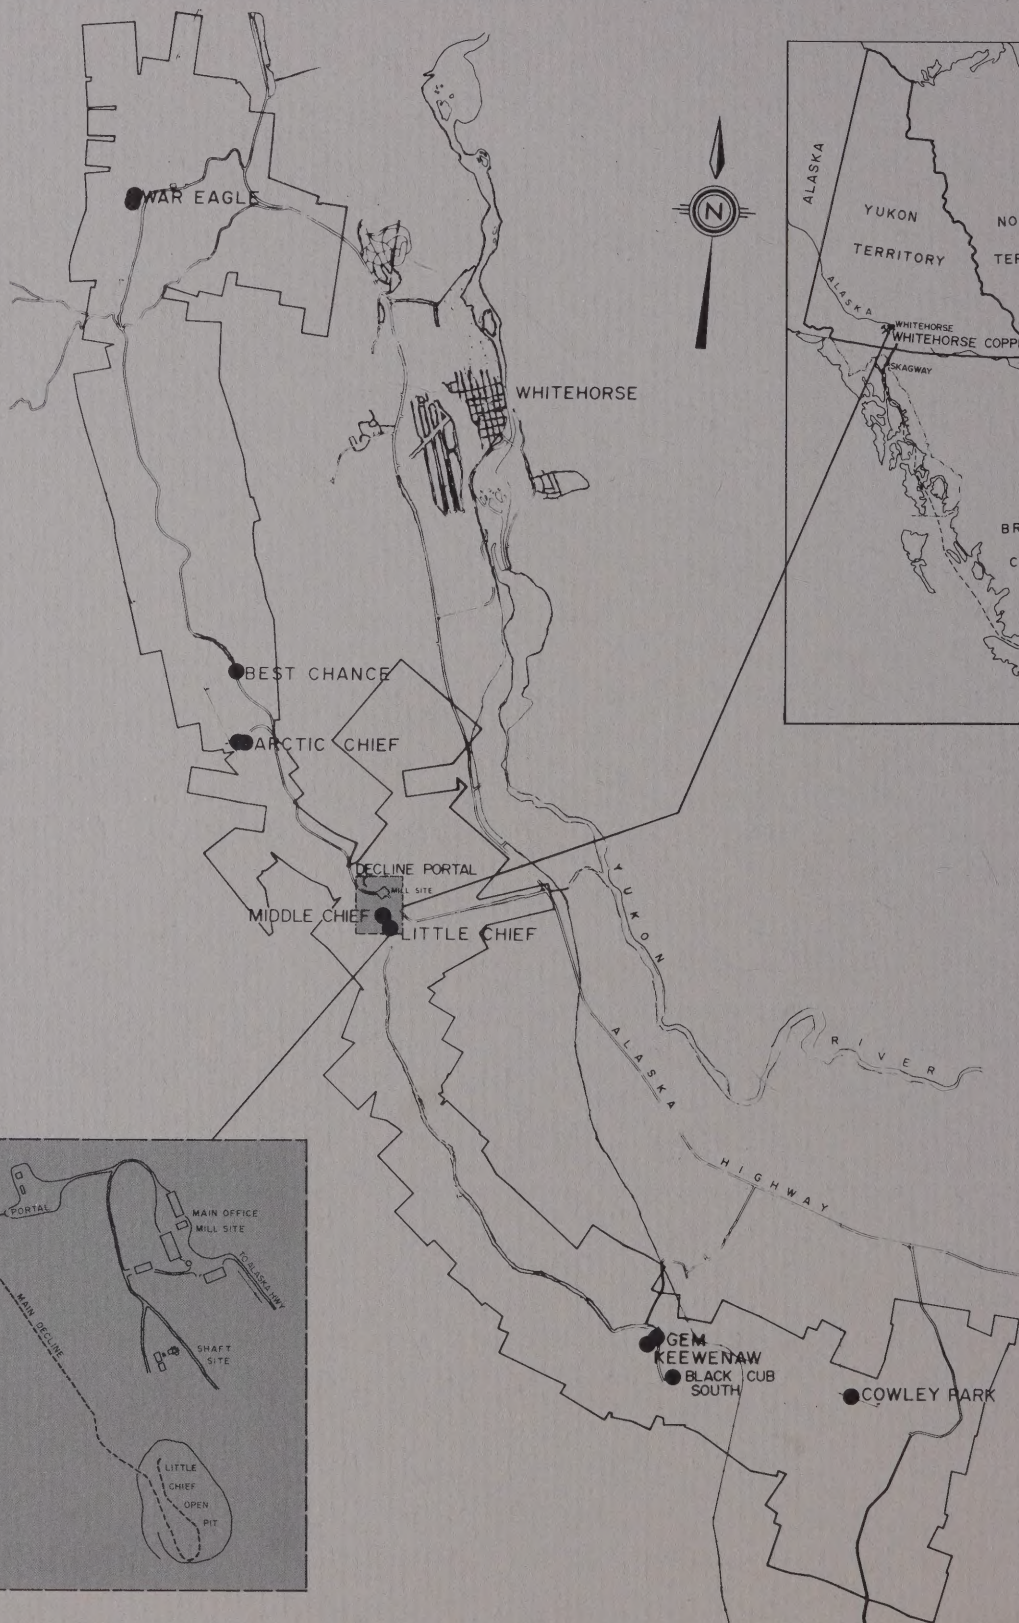 WAR EAGLE
N
ALASKA
YUKON
TERRITORY
NO
TER
ALASKA
WHITEHORSE
WHITEHORSE COPP
SKAGWAY
BR
C
WHITEHORSE
BEST CHANCE
ARCTIC CHIEF
DECLINE PORTAL
MILL SITE
MIDDLE CHIEF
LITTLE CHIEF
YUKON
RIVER
ALASKA
HIGHWAY
PORTAL
MAIN OFFICE
MILL SITE
TO ALASKA HWY
MAIN DECLINE
SHAFT
SITE
LITTLE
CHIEF
OPEN
PIT
GEM
KEEWENAW
BLACK CUB
SOUTH
COWLEY PARK